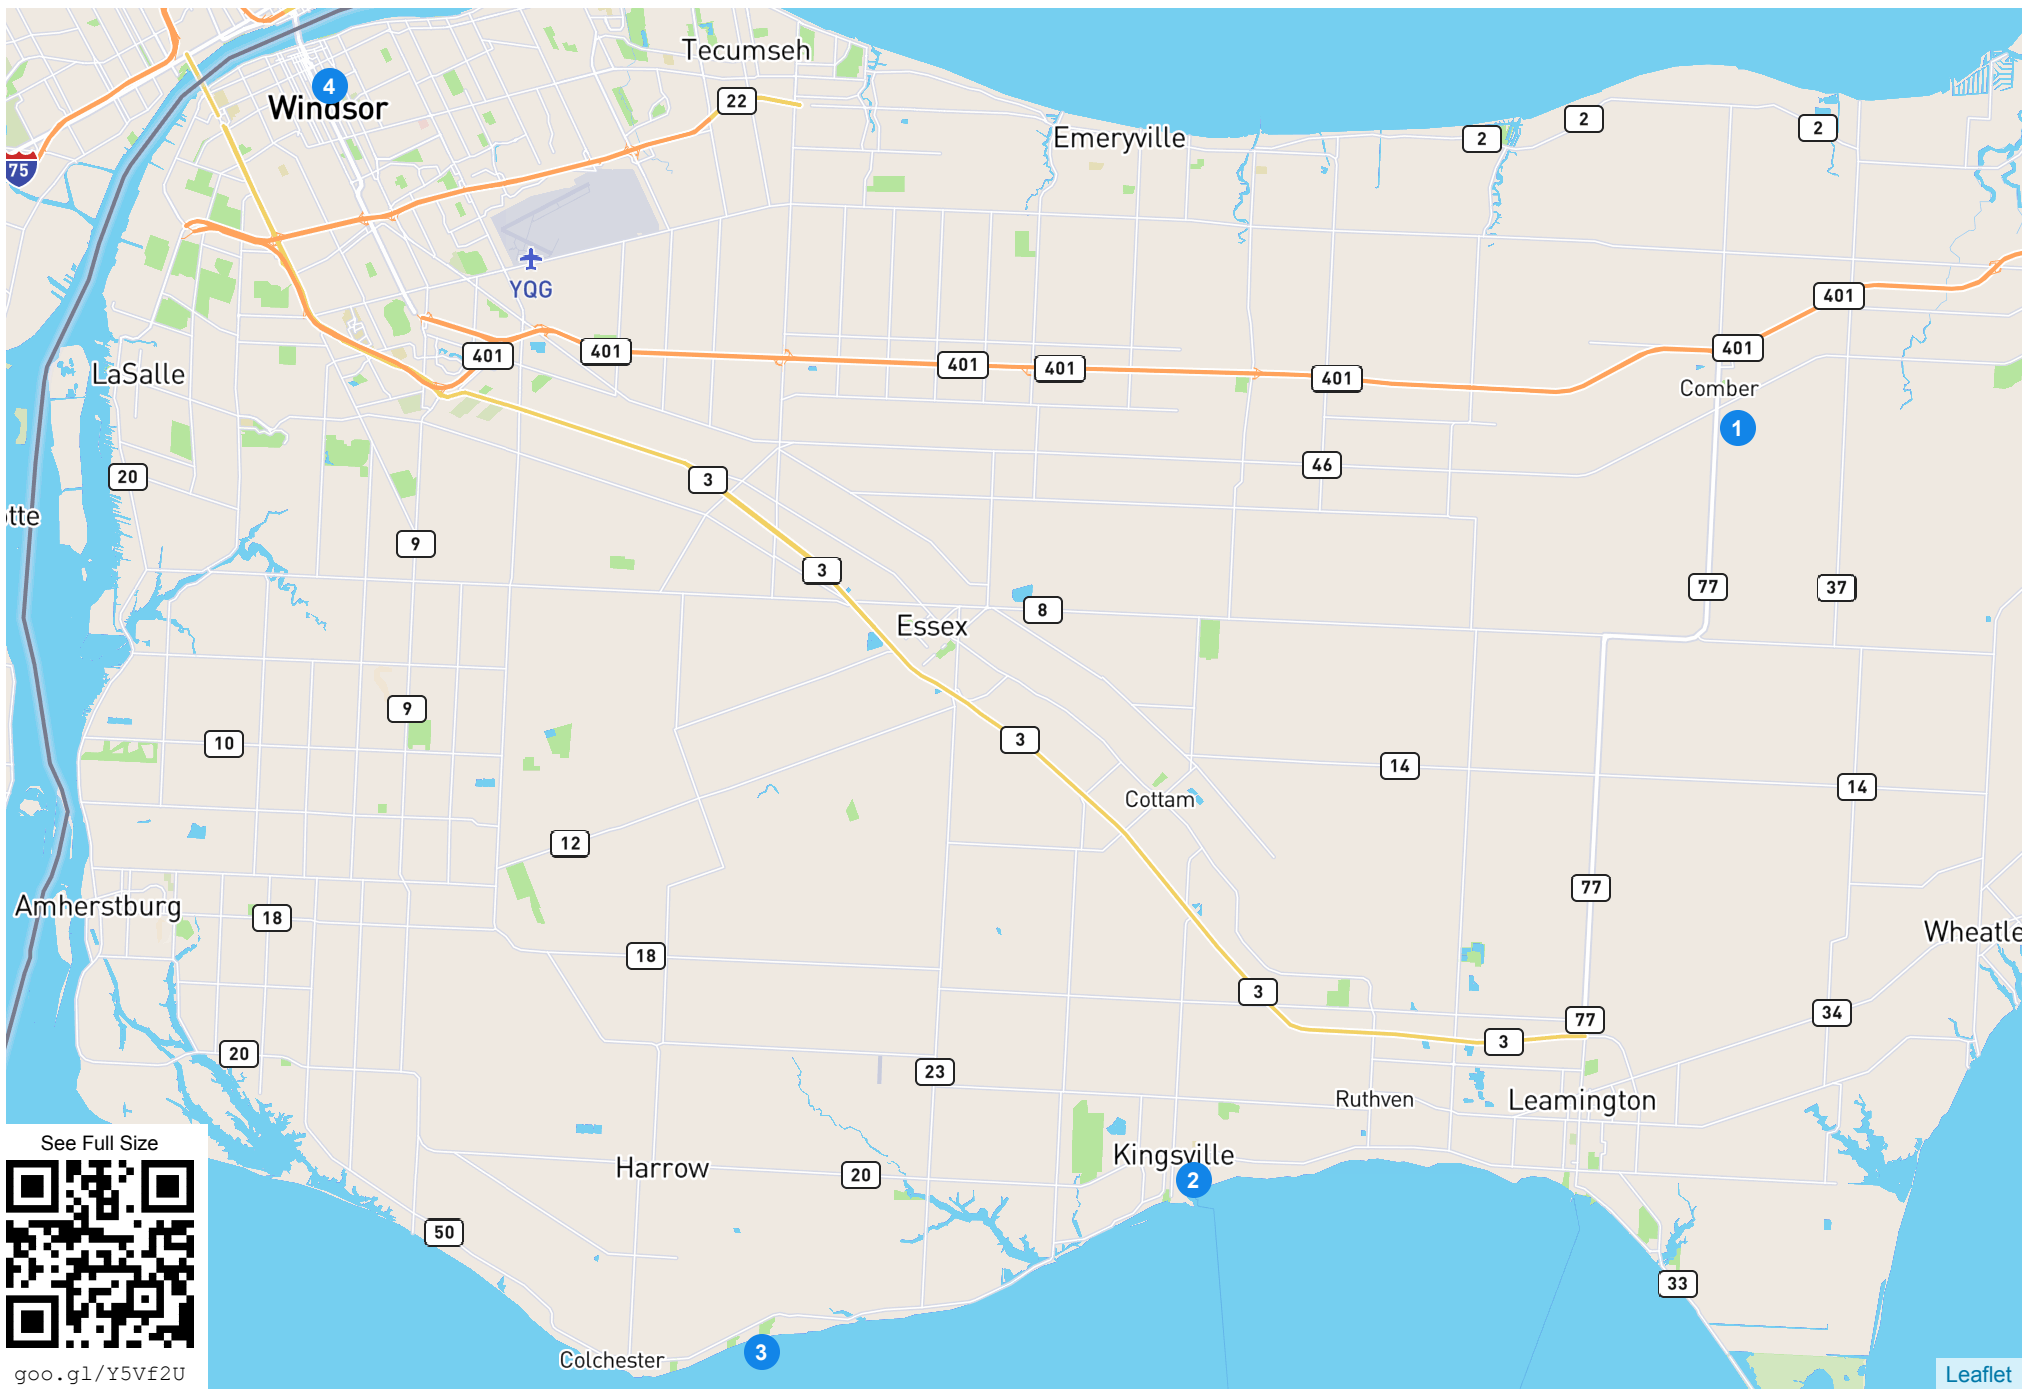 Tecumseh
4
Windsor
22
2
2
2
Emeryville
75
YQG
401
401
401
401
401
401
401
401
LaSalle
Comber
1
46
20
3
tte
9
3
77
37
8
Essex
9
10
3
14
14
Cottam
12
77
Amherstburg
18
Wheatle
18
3
77
34
3
20
23
Ruthven
Leamington
See Full Size
Kingsville
Harrow
20
2
50
33
3
Colchester
goo.gl/Y5Vf2U
Leaflet